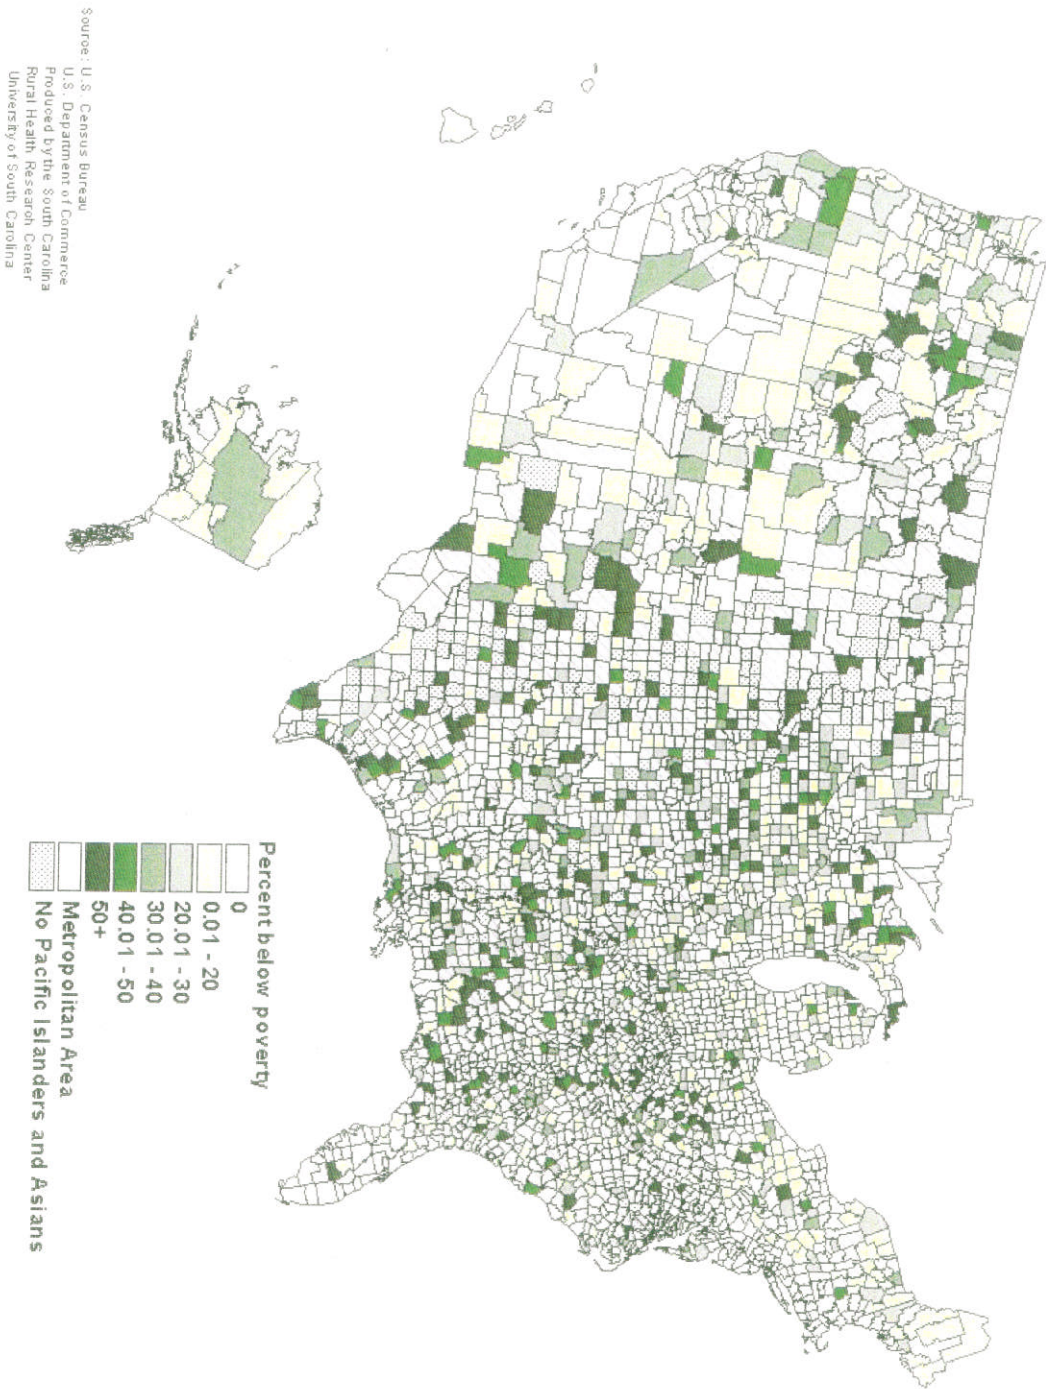 Percent below poverty
0
0.01 - 20
20.01 - 30
30.01 - 40
40.01 - 50
50+
Metropolitan Area
No Pacific Islanders and Asians
Source: U.S. Census Bureau
U.S. Department of Commerce
Produced by the South Carolina
Rural Health Research Center
University of South Carolina